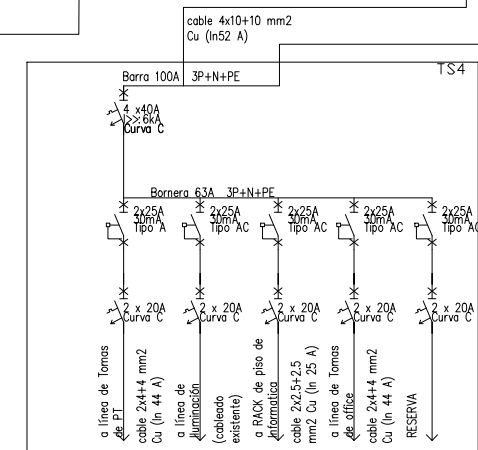 cable 4x10+10 mm2
Cu (In52 A)
TS4
Barra 100A 3P+N+PE
4 x40A
I>>:6kA
Curva C
Bornera 63A 3P+N+PE
2x25A
30mA
Tipo A
2x25A
30mA
Tipo AC
2x25A
30mA
Tipo AC
2x25A
30mA
Tipo AC
2x25A
30mA
Tipo AC
2 x 20A
Curva C
2 x 20A
Curva C
2 x 20A
Curva C
2 x 20A
Curva C
2 x 20A
Curva C
a línea de Tomas
de PT
cable 2x4+4 mm2
Cu (In 44 A)
a línea de
iluminación
(cableado
existente)
a RACK de piso de
Informatica
cable 2x2.5+2.5
mm2 Cu (In 25 A)
a línea de Tomas
de office
cable 2x4+4 mm2
Cu (In 44 A)
RESERVA